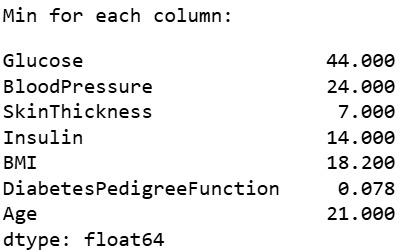 Min for each column:
Glucose 44.000
BloodPressure 24.000
SkinThickness 7.000
Insulin 14.000
BMI 18.200
DiabetesPedigreeFunction 0.078
Age 21.000
dtype: float64